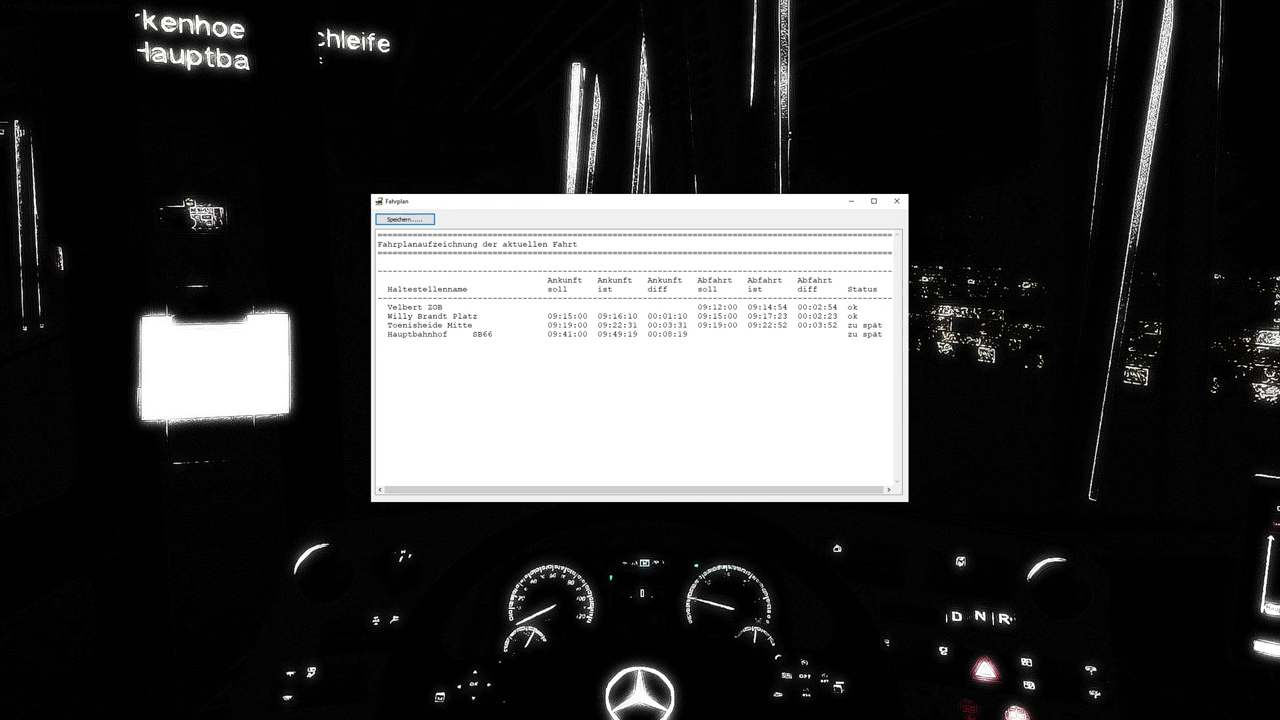 kenhoe
Hauptba
chleife
Fahrplan
Speichern......
Fahrplanaufzeichnung der aktuellen Fahrt
Ankunft Ankunft Ankunft Abfahrt Abfahrt Abfahrt
Haltestellenname soll ist diff soll ist diff Status
Velbert ZOB 09:12:00 09:14:54 00:02:54 ok
Willy Brandt Platz 09:15:00 09:16:10 00:01:10 09:15:00 09:17:23 00:02:23 ok
Toenisheide Mitte 09:19:00 09:22:31 00:03:31 09:19:00 09:22:52 00:03:52 zu spät
Hauptbahnhof SB66 09:41:00 09:49:19 00:08:19 zu spät
D N R
OK
OFF